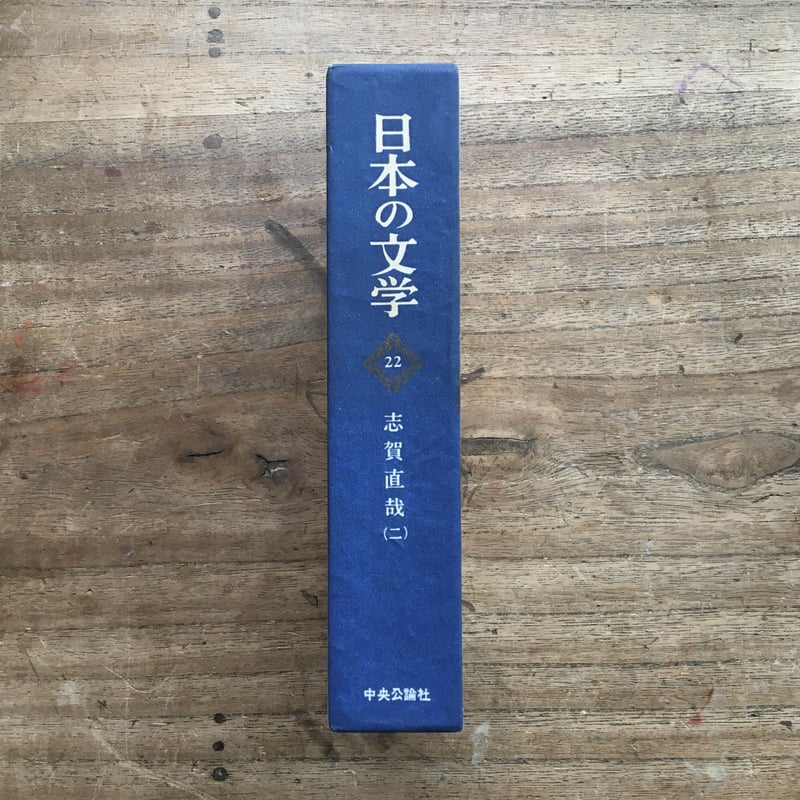 日本の文学
22
志賀直哉
(二)
中央公論社